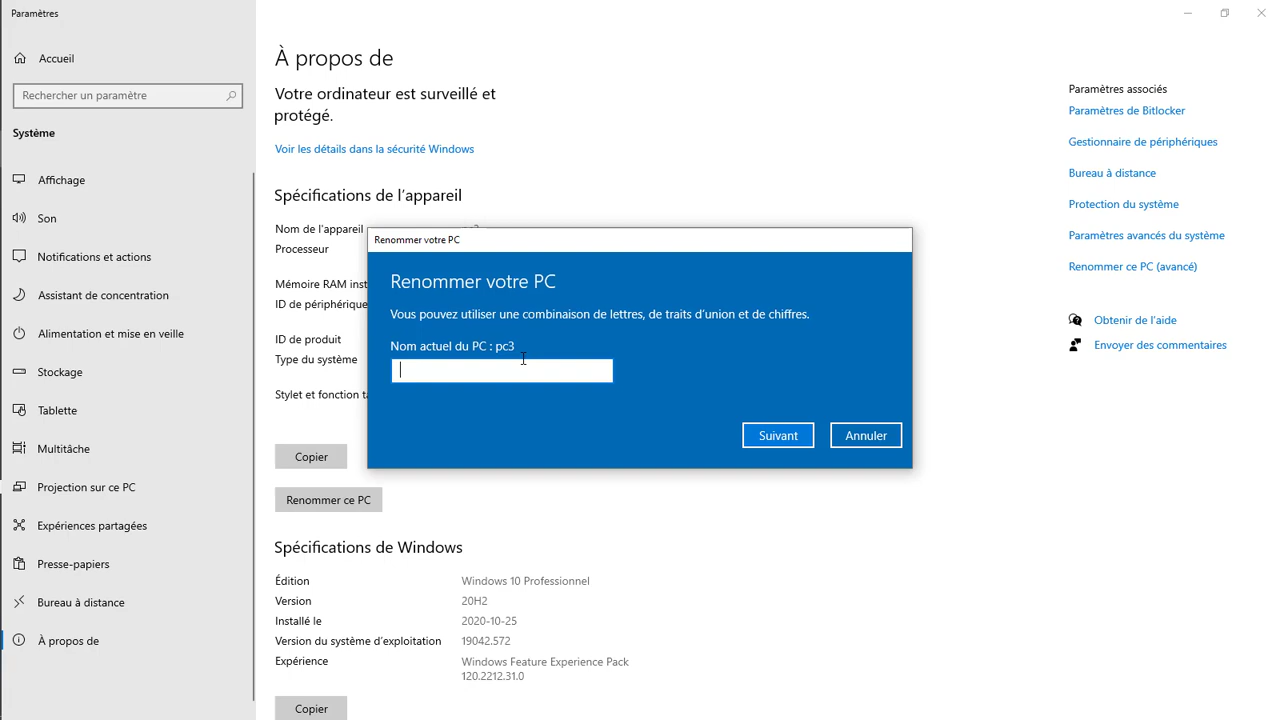 Paramètres
Accueil
Rechercher un paramètre
Système
Affichage
Son
Notifications et actions
Assistant de concentration
Alimentation et mise en veille
Stockage
Tablette
Multitâche
Projection sur ce PC
Expériences partagées
Presse-papiers
Bureau à distance
À propos de
À propos de
Votre ordinateur est surveillé et
protégé.
Voir les détails dans la sécurité Windows
Spécifications de l'appareil
Nom de l'appareil
Processeur
Mémoire RAM inst
ID de périphérique
ID de produit
Type du système
Stylet et fonction ta
Copier
Renommer ce PC
Renommer votre PC
Renommer votre PC
Vous pouvez utiliser une combinaison de lettres, de traits d'union et de chiffres.
Nom actuel du PC : pc3
Suivant
Annuler
Spécifications de Windows
Édition Windows 10 Professionnel
Version 20H2
Installé le 2020-10-25
Version du système d'exploitation 19042.572
Expérience Windows Feature Experience Pack
120.2212.31.0
Copier
Paramètres associés
Paramètres de Bitlocker
Gestionnaire de périphériques
Bureau à distance
Protection du système
Paramètres avancés du système
Renommer ce PC (avancé)
Obtenir de l'aide
Envoyer des commentaires